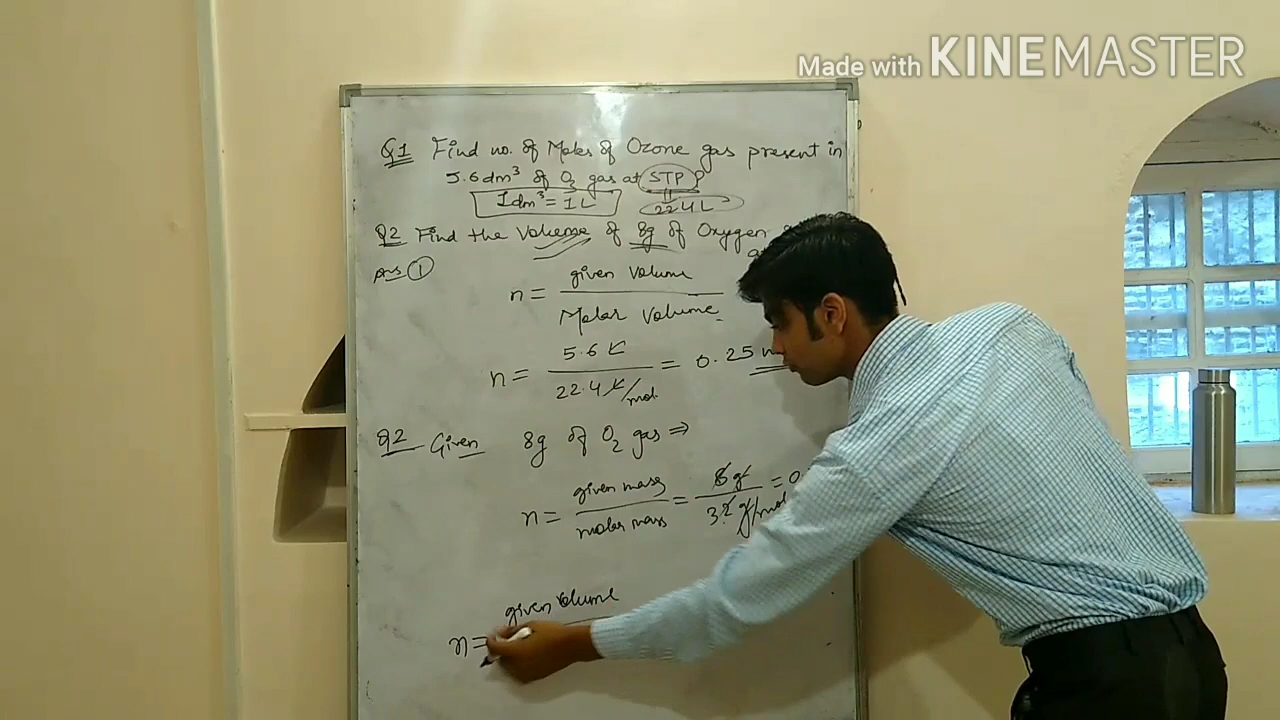 Made with KINEMASTER
Q1 Find no. of Moles of Ozone gas present in
5.6 dm³ of O₃ gas at STP?
1dm³ = 1L 22.4L
Q2 Find the Volume of 8g of Oxygen
Ans. ①
n = given Volume / Molar Volume
n = 5.6 L / 22.4 L/mol = 0.25
Q2 Given 8g of O₂ gas ⇒
n = given mass / molar mass = 8 g / 32 g/mol = 0
n = given volume